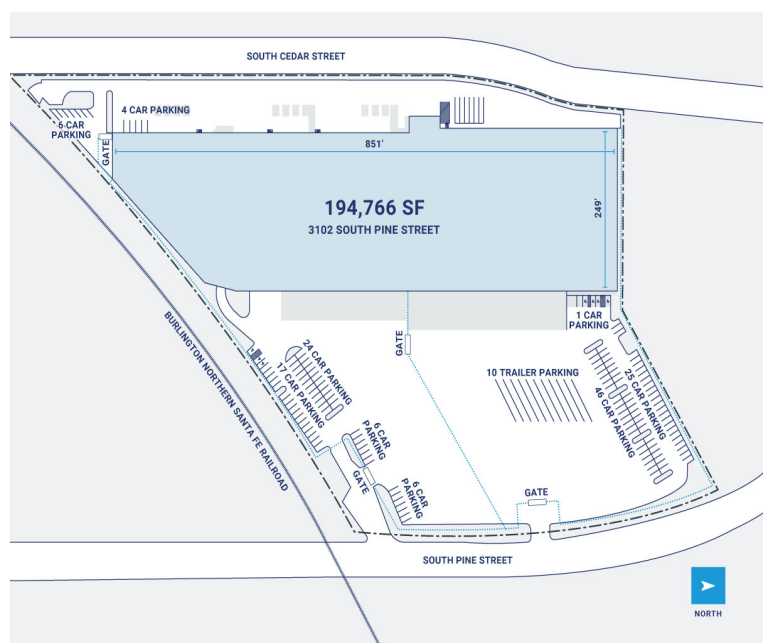 SOUTH CEDAR STREET
4 CAR PARKING
6 CAR
PARKING
GATE
851'
194,766 SF
3102 SOUTH PINE STREET
249'
BURLINGTON NORTHERN SANTA FE RAILROAD
1 CAR
PARKING
GATE
24 CAR PARKING
17 CAR PARKING
10 TRAILER PARKING
25 CAR PARKING
46 CAR PARKING
6 CAR
PARKING
GATE
6 CAR
PARKING
GATE
SOUTH PINE STREET
NORTH